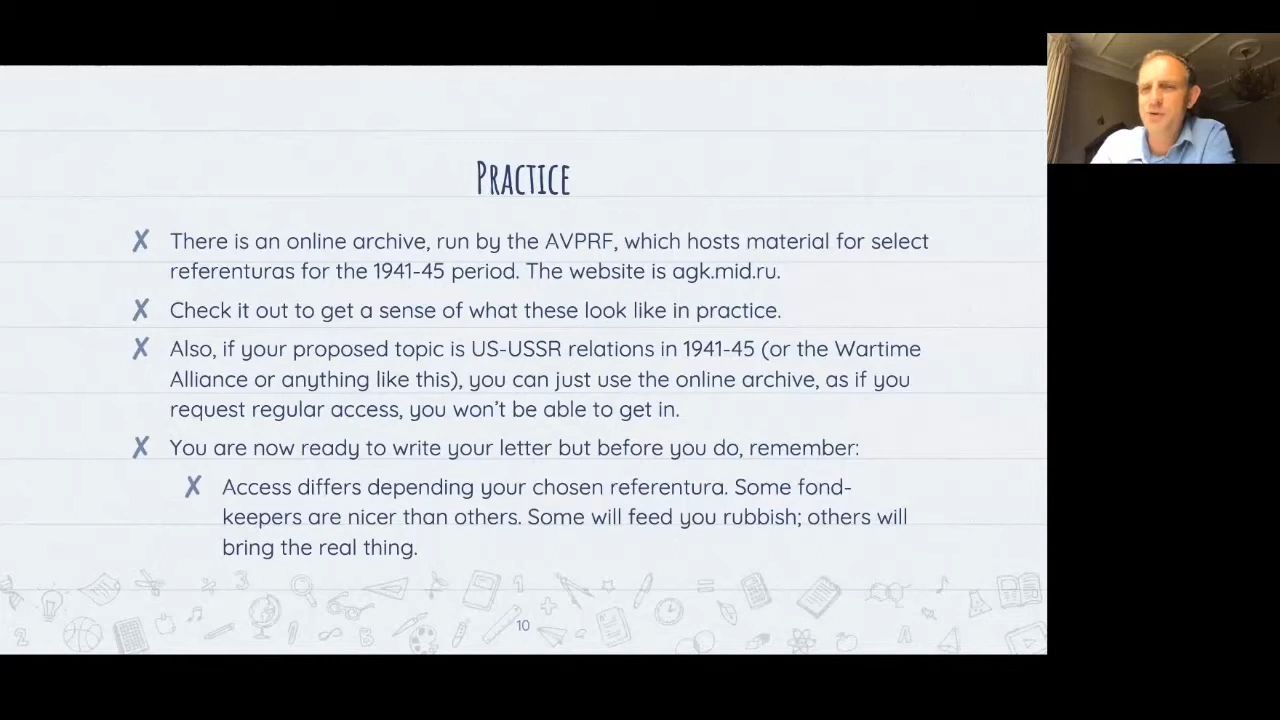 Practice
✗ There is an online archive, run by the AVPRF, which hosts material for select
referenturas for the 1941-45 period. The website is agk.mid.ru.
✗ Check it out to get a sense of what these look like in practice.
✗ Also, if your proposed topic is US-USSR relations in 1941-45 (or the Wartime
Alliance or anything like this), you can just use the online archive, as if you
request regular access, you won't be able to get in.
✗ You are now ready to write your letter but before you do, remember:
✗ Access differs depending your chosen referentura. Some fond-
keepers are nicer than others. Some will feed you rubbish; others will
bring the real thing.
10